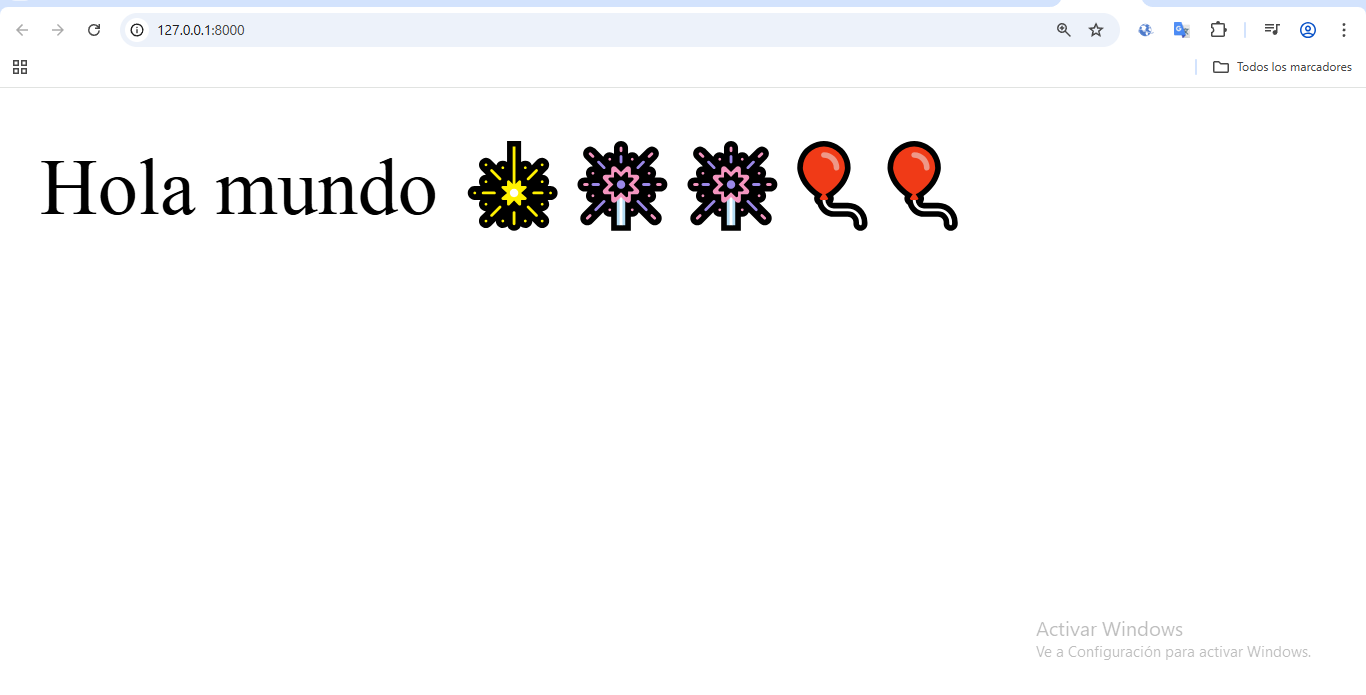 127.0.0.1:8000
Todos los marcadores
Hola mundo 🎇🎆🎆🎈🎈
Activar Windows
Ve a Configuración para activar Windows.